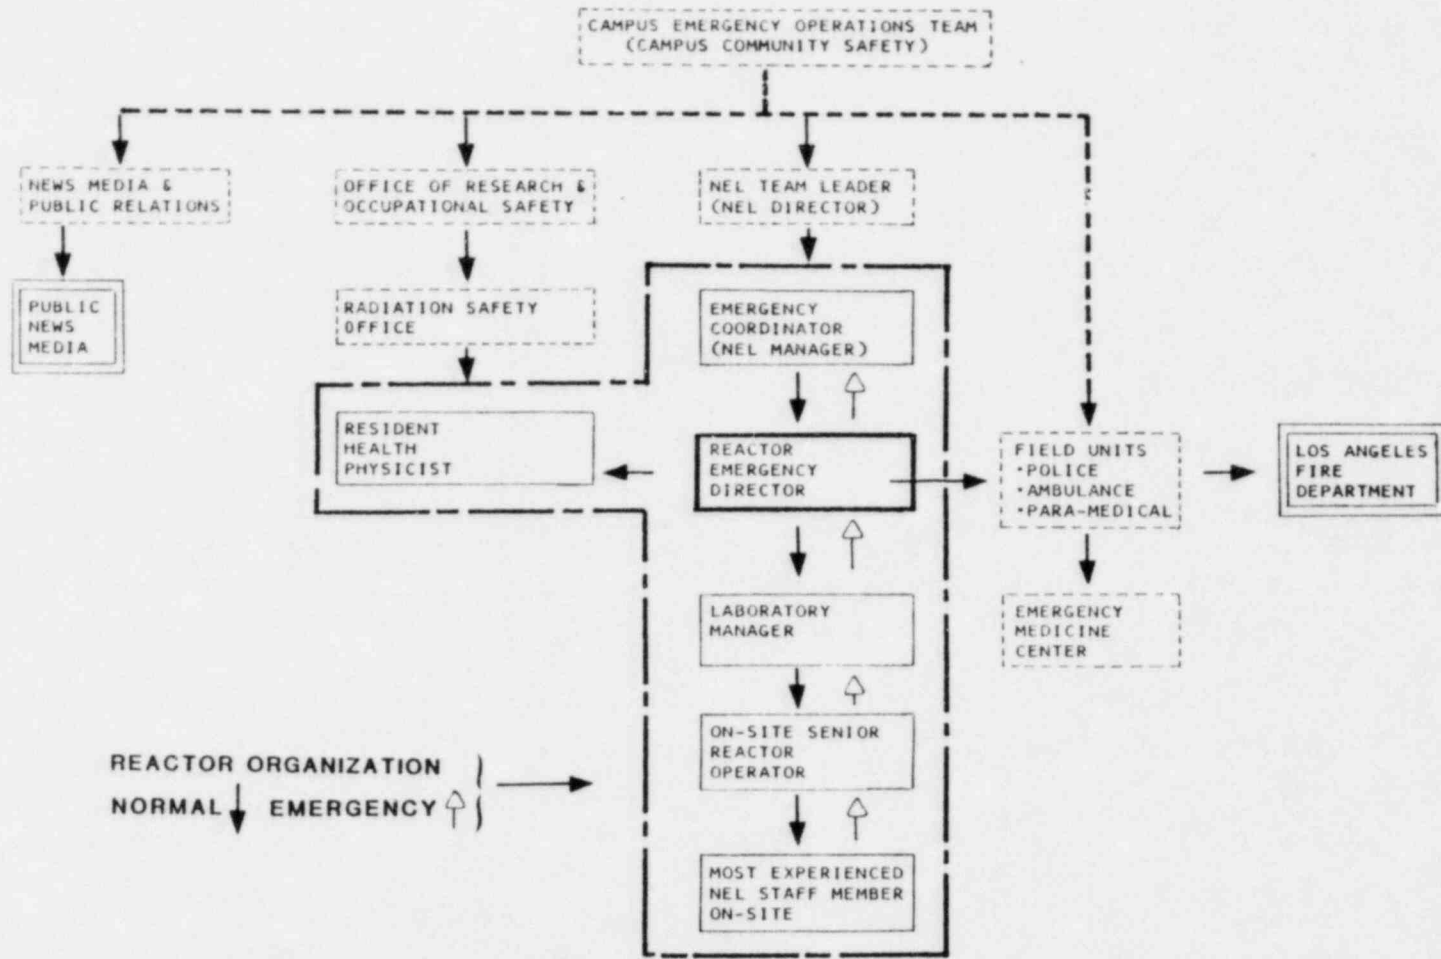 CAMPUS EMERGENCY OPERATIONS TEAM
(CAMPUS COMMUNITY SAFETY)
NEWS MEDIA &
PUBLIC RELATIONS
OFFICE OF RESEARCH &
OCCUPATIONAL SAFETY
NEL TEAM LEADER
(NEL DIRECTOR)
PUBLIC
NEWS
MEDIA
RADIATION SAFETY
OFFICE
EMERGENCY
COORDINATOR
(NEL MANAGER)
RESIDENT
HEALTH
PHYSICIST
REACTOR
EMERGENCY
DIRECTOR
FIELD UNITS
·POLICE
·AMBULANCE
·PARA-MEDICAL
LOS ANGELES
FIRE
DEPARTMENT
LABORATORY
MANAGER
EMERGENCY
MEDICINE
CENTER
ON-SITE SENIOR
REACTOR
OPERATOR
REACTOR ORGANIZATION
NORMAL EMERGENCY
MOST EXPERIENCED
NEL STAFF MEMBER
ON-SITE